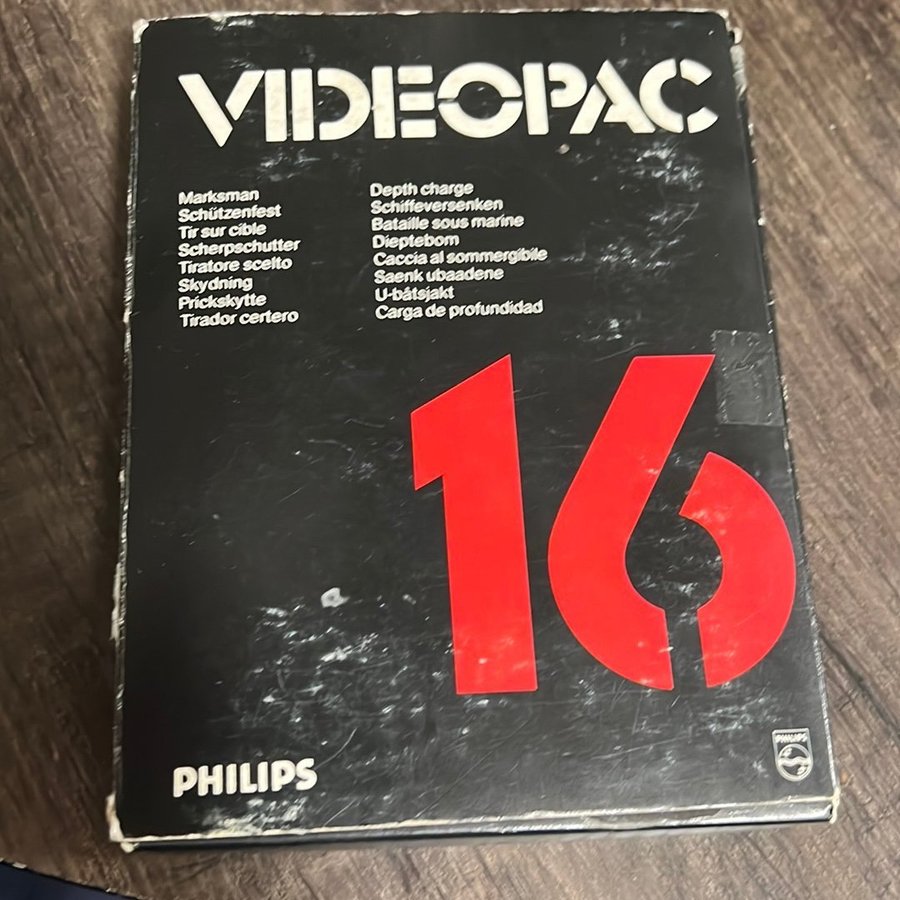 VIDEOPAC
Marksman
Schützenfest
Tir sur cible
Scherpschutter
Tiratore scelto
Skydning
Prickskytte
Tirador certero
Depth charge
Schiffeversenken
Bataille sous marine
Dieptebom
Caccia al sommergibile
Saenk ubaadene
U-båtsjakt
Carga de profundidad
16
PHILIPS
PHILIPS